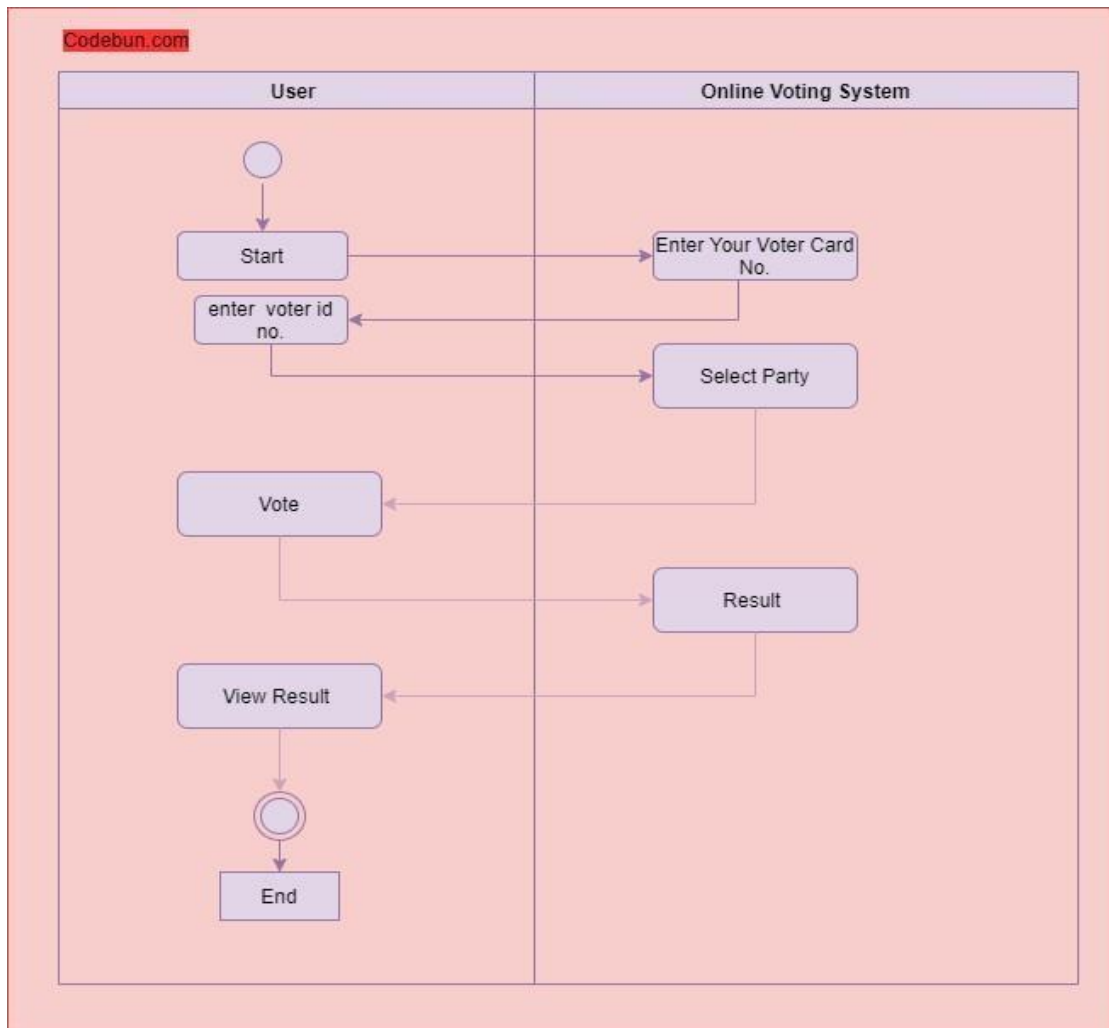 Codebun.com
User
Online Voting System
Start
Enter Your Voter Card
No.
enter voter id
no.
Select Party
Vote
Result
View Result
End